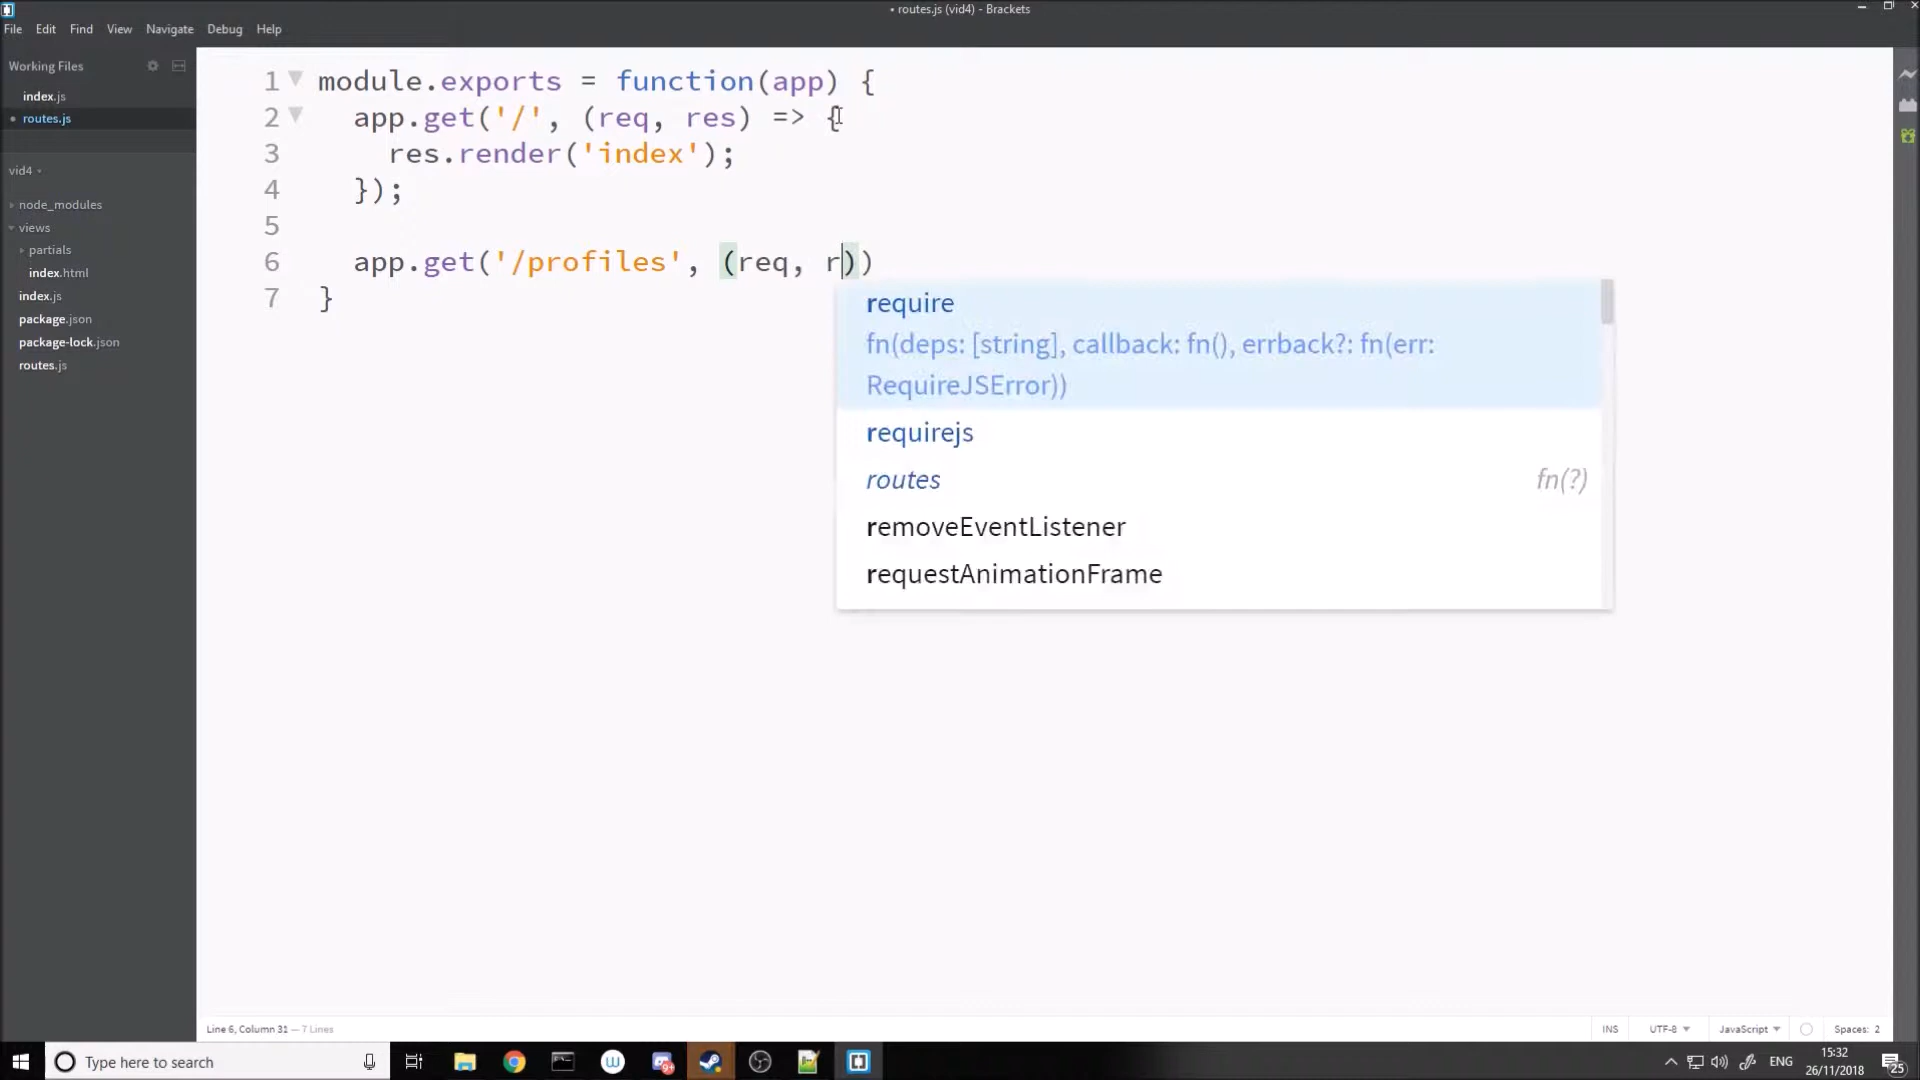 • routes.js (vid4) - Brackets
File Edit Find View Navigate Debug Help
Working Files
index.js
• routes.js
vid4
node_modules
views
partials
index.html
index.js
package.json
package-lock.json
routes.js
1 module.exports = function(app) {
2 app.get('/', (req, res) => {
3 res.render('index');
4 });
5
6 app.get('/profiles', (req, r))
7 }
require
fn(deps: [string], callback: fn(), errback?: fn(err:
RequireJSError))
requirejs
routes fn(?)
removeEventListener
requestAnimationFrame
Line 6, Column 31 — 7 Lines
INS UTF-8 JavaScript Spaces: 2
Type here to search
9+
ENG
15:32
26/11/2018
25